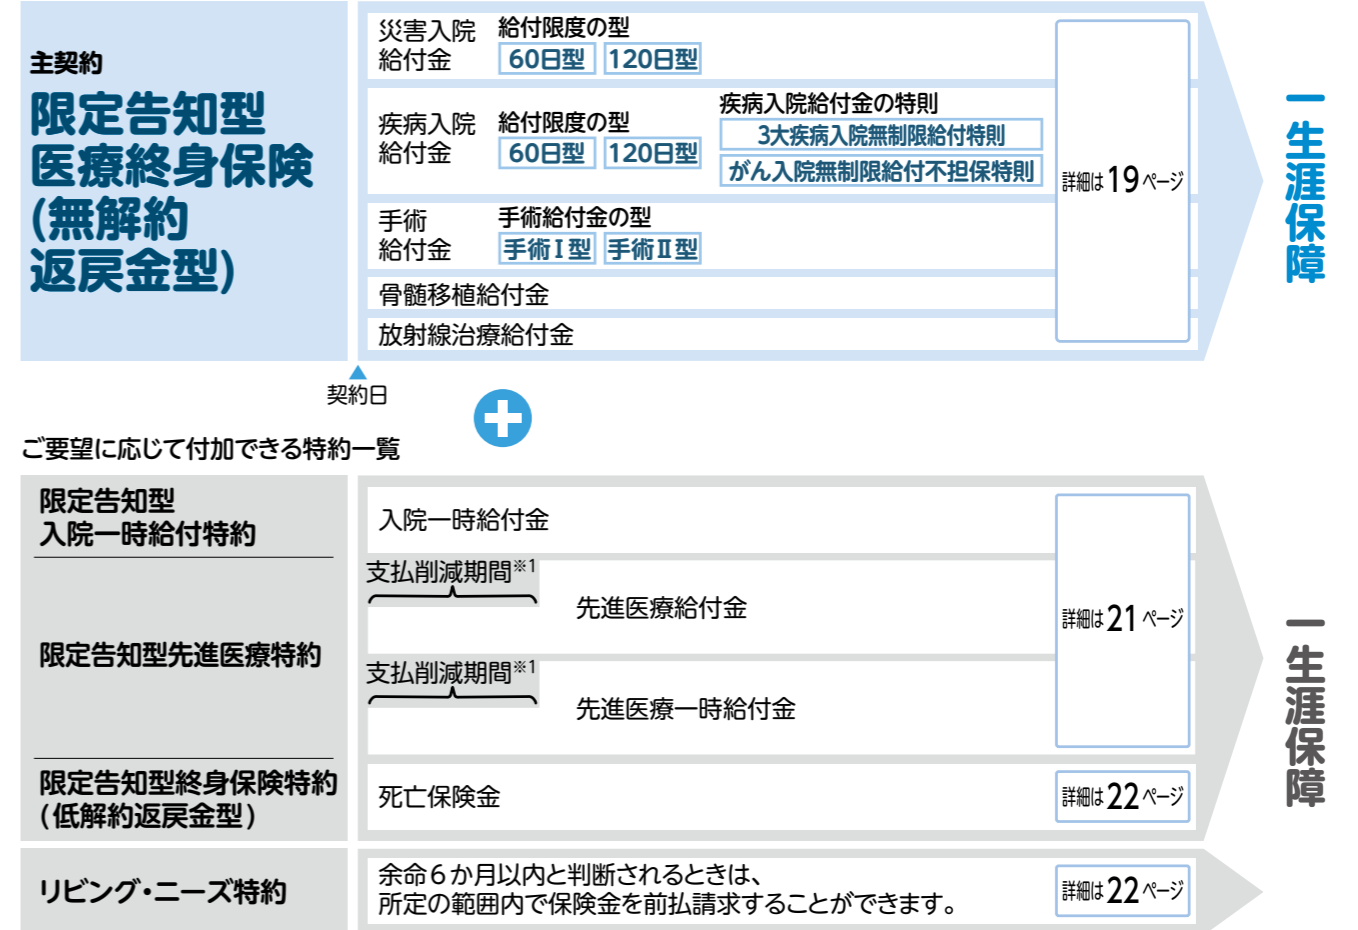 主契約
限定告知型
医療終身保険
(無解約
返戻金型)
災害入院
給付金
給付限度の型
60日型 120日型
疾病入院
給付金
給付限度の型
60日型 120日型
疾病入院給付金の特則
3大疾病入院無制限給付特則
がん入院無制限給付不担保特則
手術
給付金
手術給付金の型
手術Ⅰ型 手術Ⅱ型
骨髄移植給付金
放射線治療給付金
詳細は19ページ
一生涯保障
契約日
ご要望に応じて付加できる特約一覧
限定告知型
入院一時給付特約
入院一時給付金
限定告知型先進医療特約
支払削減期間※1
先進医療給付金
支払削減期間※1
先進医療一時給付金
詳細は21ページ
限定告知型終身保険特約
(低解約返戻金型)
死亡保険金
詳細は22ページ
一生涯保障
リビング・ニーズ特約
余命6か月以内と判断されるときは、
所定の範囲内で保険金を前払請求することができます。
詳細は22ページ